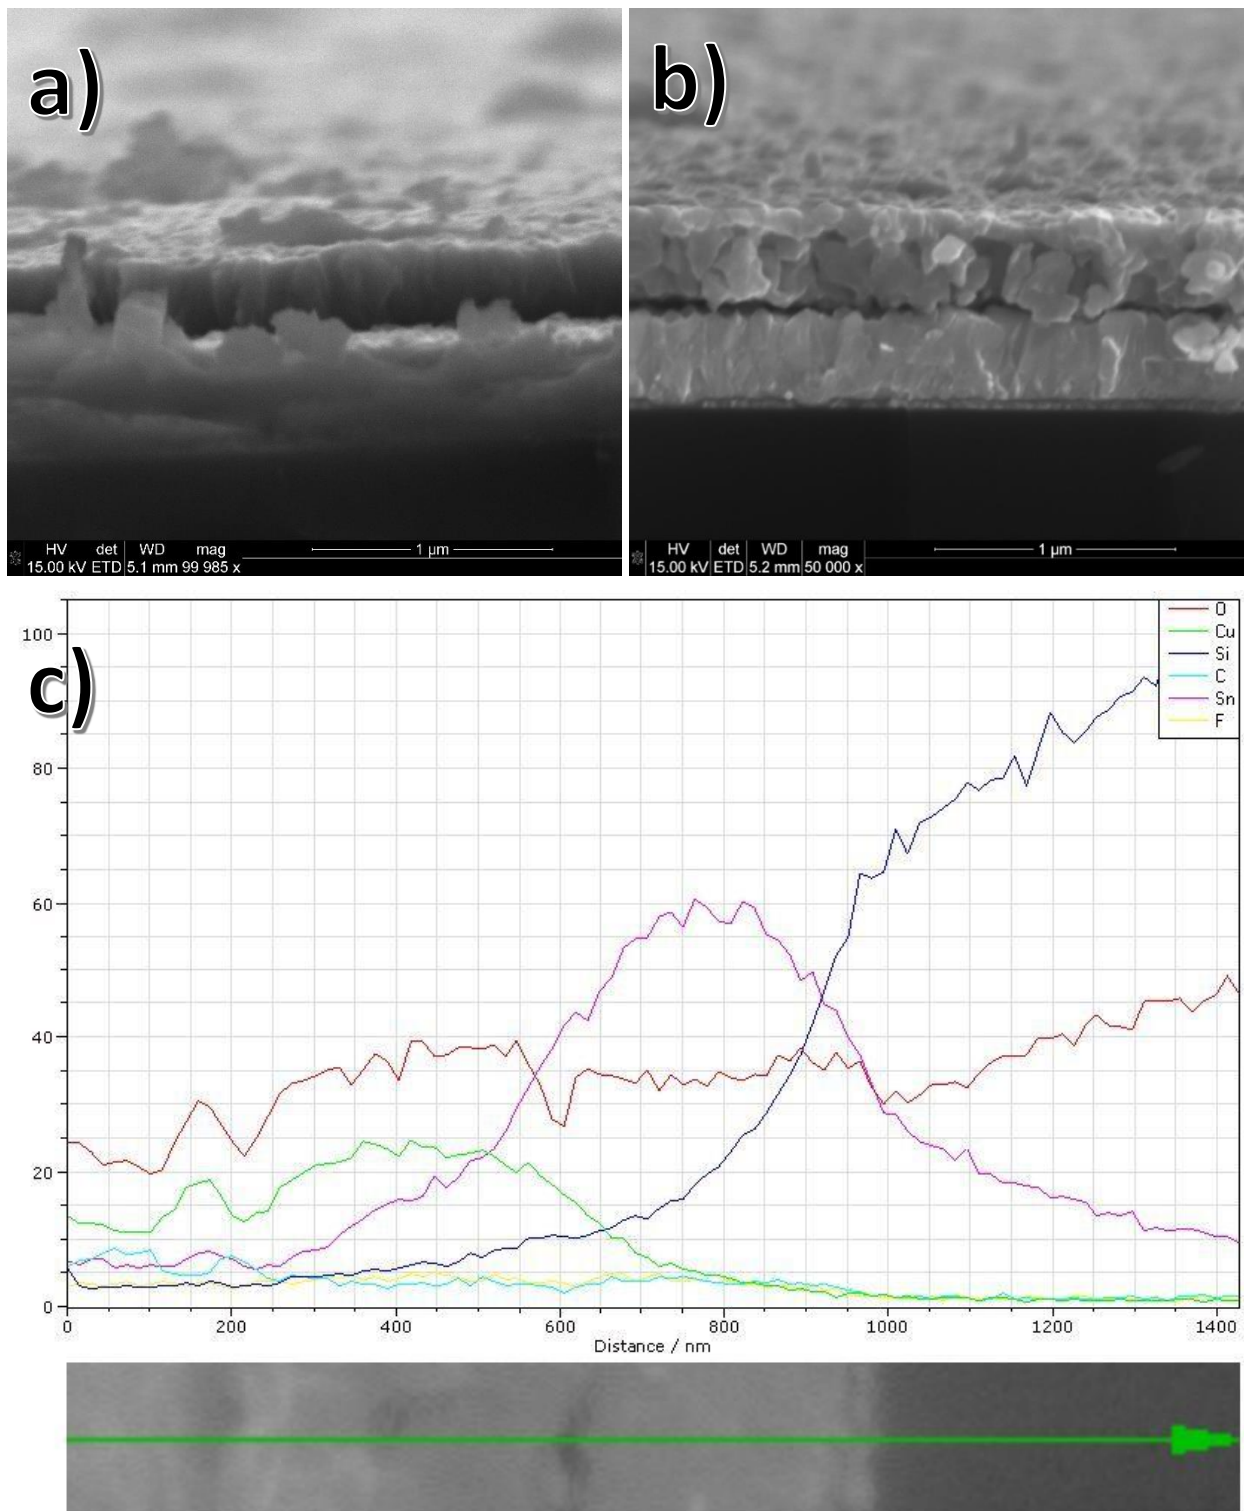 a)
b)
HV det WD mag
1 µm
15.00 kV ETD 5.1 mm 99 985 x
HV det WD mag
1 µm
15.00 kV ETD 5.2 mm 50 000 x
c)
100
80
60
40
20
0
O
Cu
Si
C
Sn
F
0 200 400 600 800 1000 1200 1400
Distance / nm